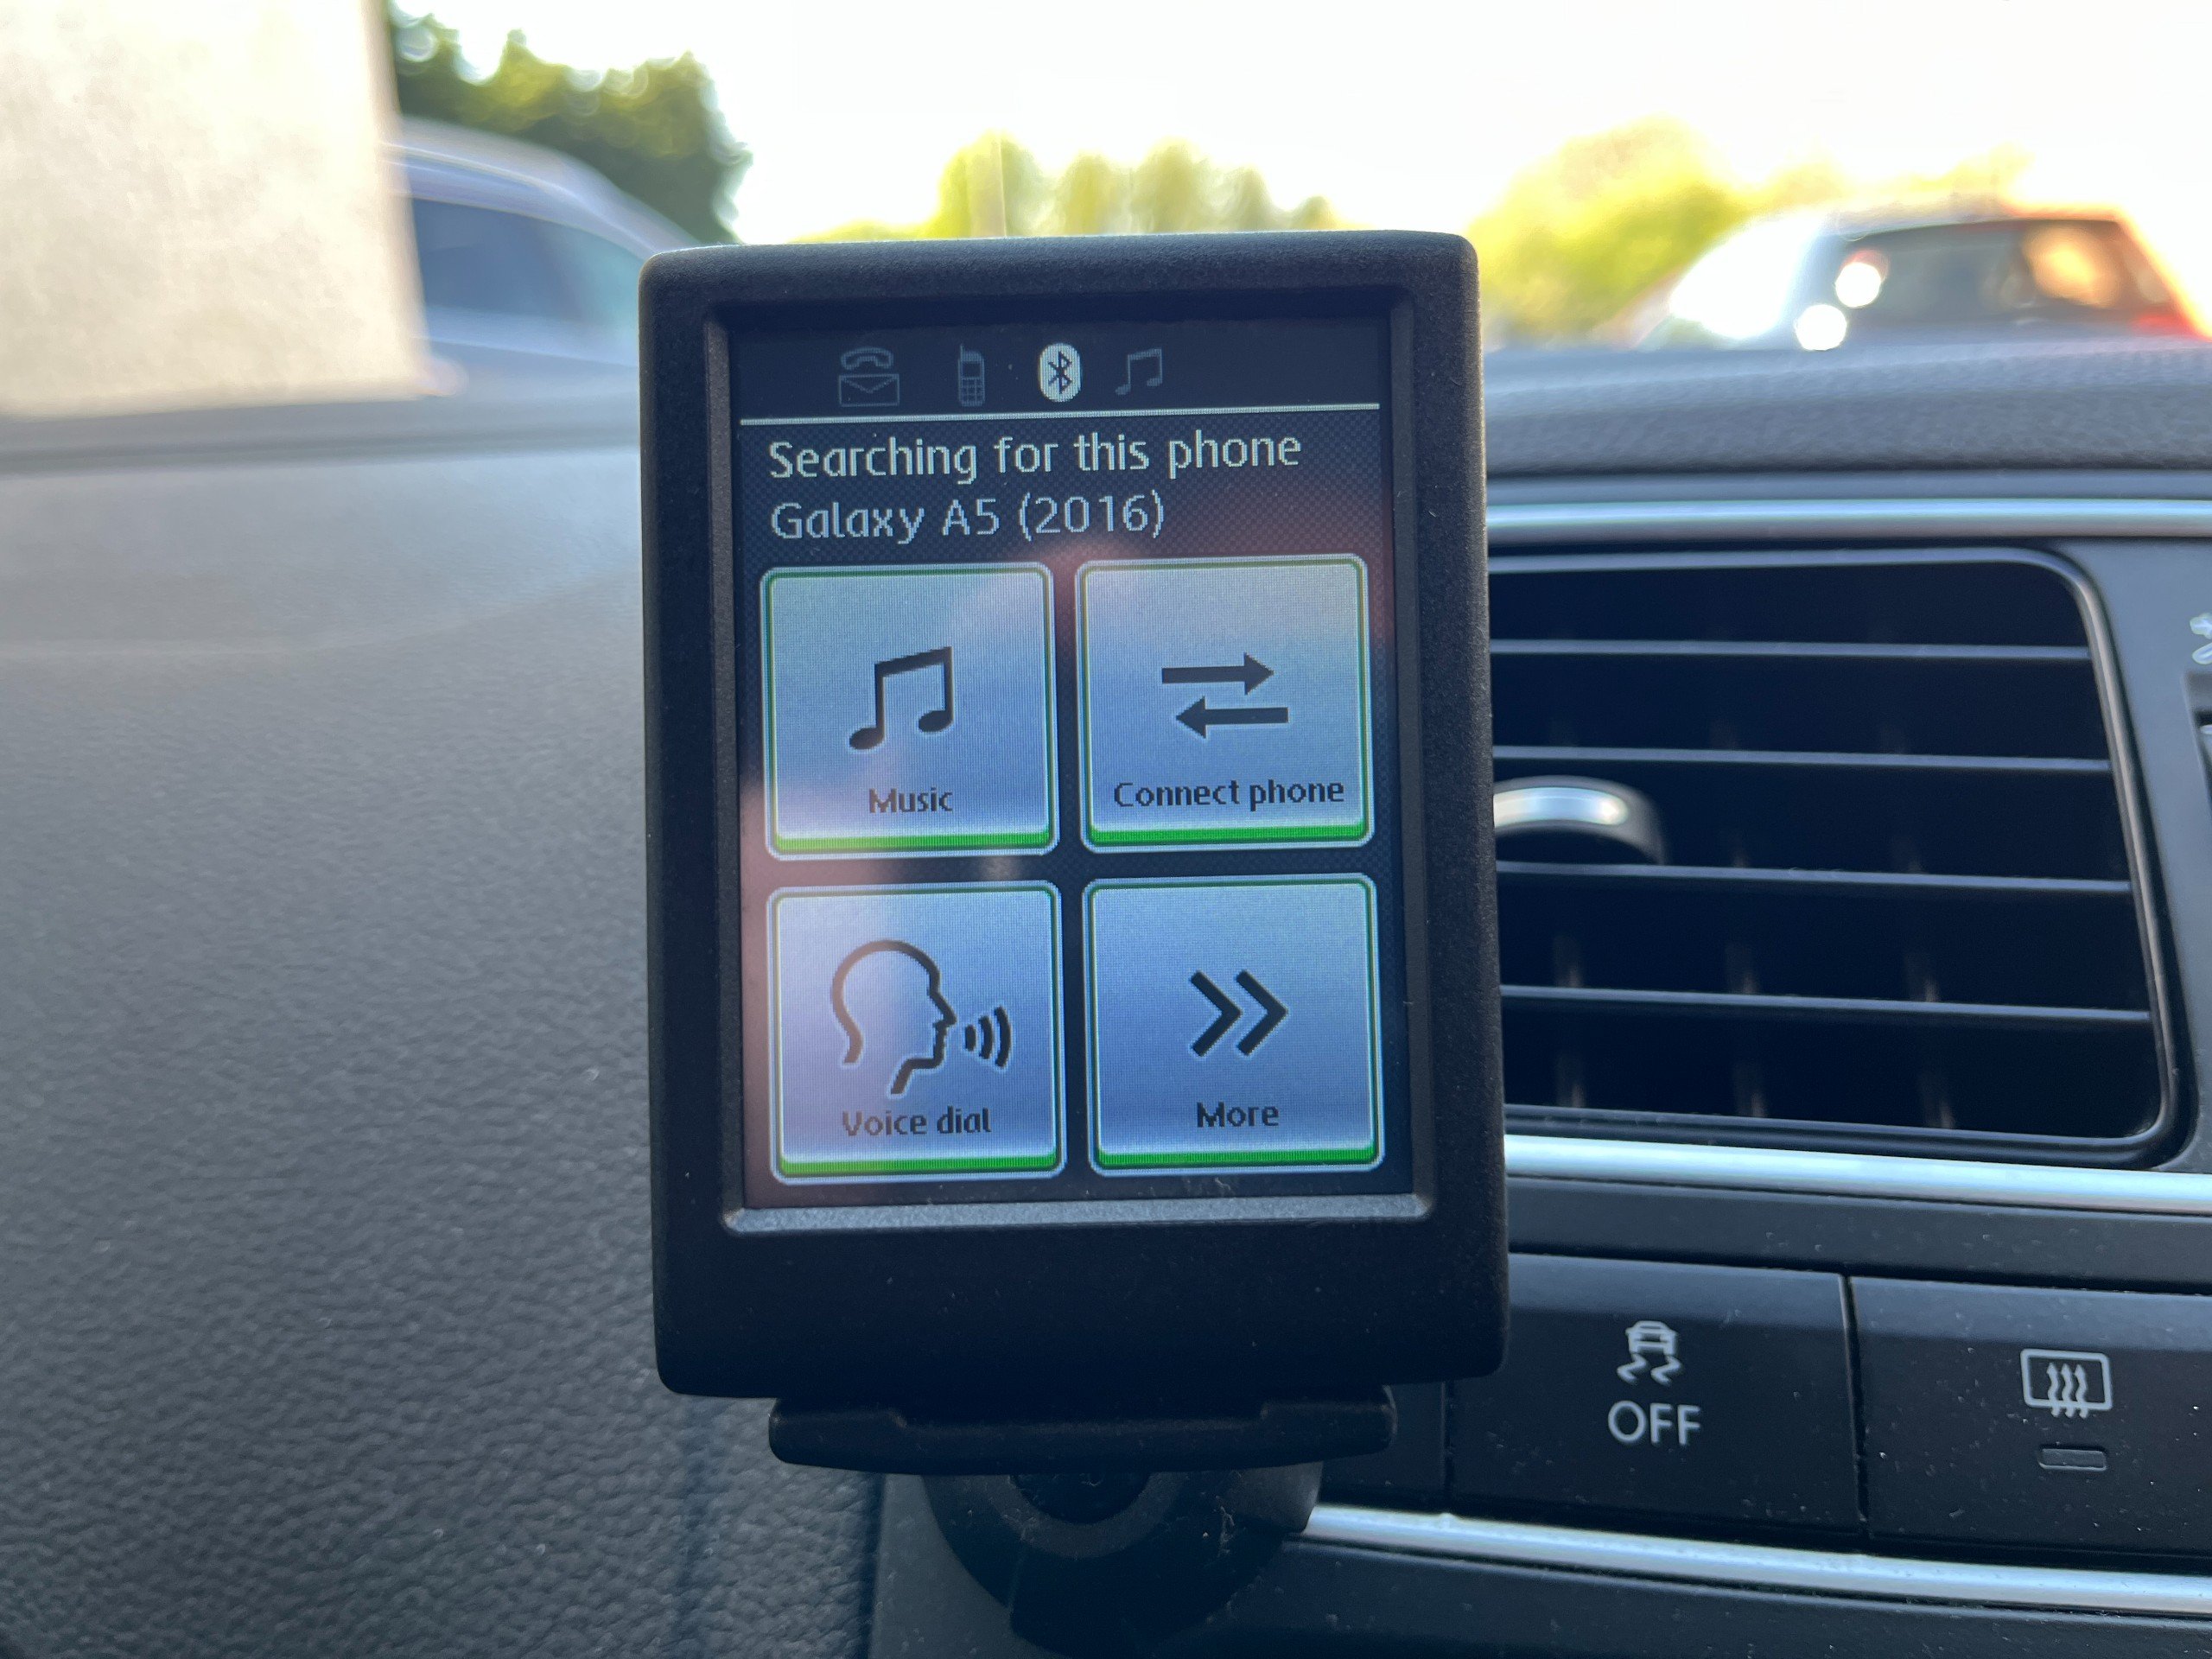 Searching for this phone
Galaxy A5 (2016)
Music
Connect phone
Voice dial
More
OFF